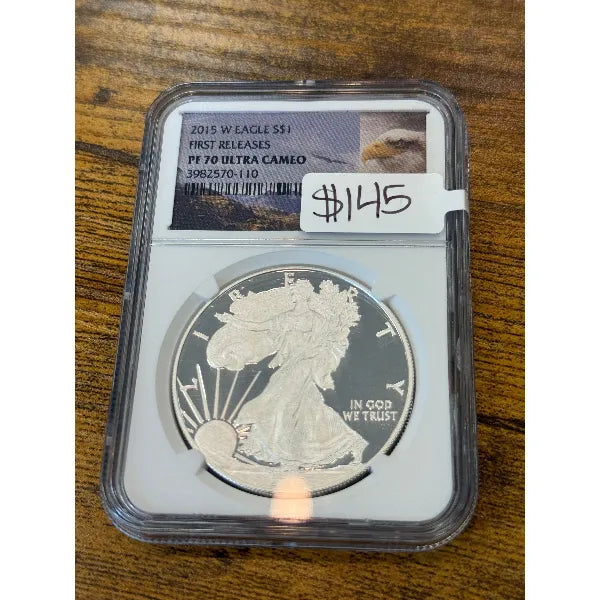 2015 W EAGLE S$1
FIRST RELEASES
PF 70 ULTRA CAMEO
3982570-110
$145
LIBERTY
IN GOD
WE TRUST